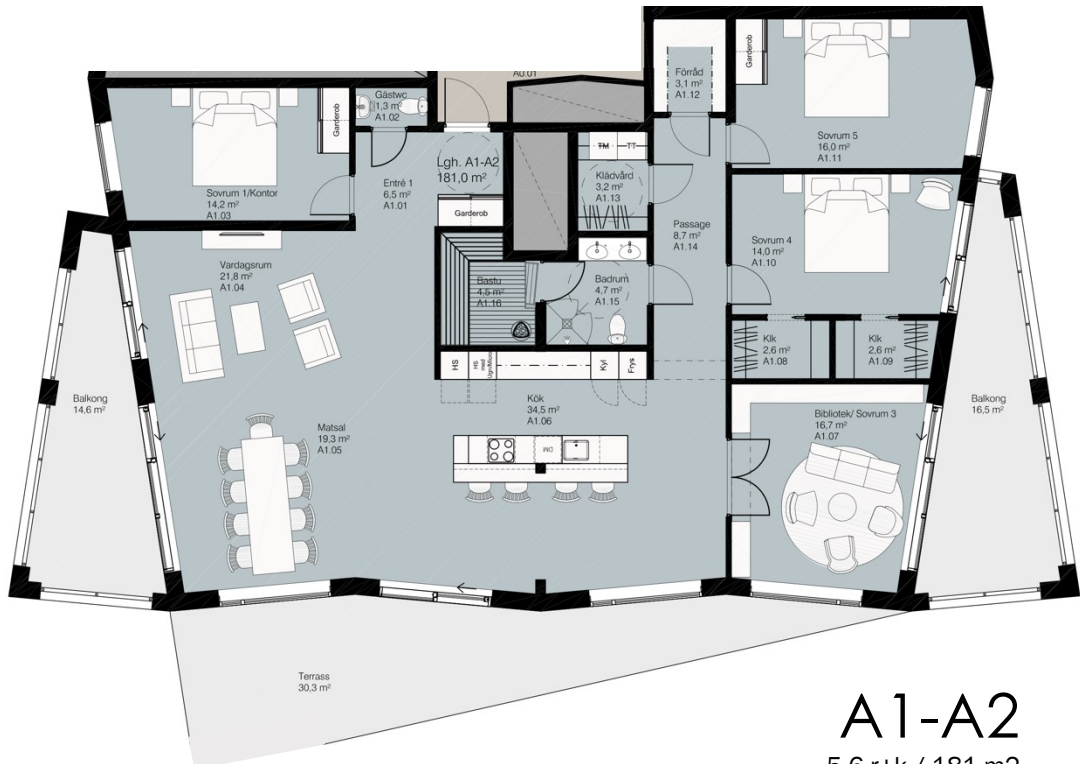 A0.01
Förråd
3,1 m²
A1.12
Garderob
Sovrum 5
16,0 m²
A1.11
Gästwc
1,3 m²
A1.02
Garderob
Sovrum 1/Kontor
14,2 m²
A1.03
Entré 1
6,5 m²
A1.01
Lgh. A1-A2
181,0 m²
Garderob
TM
TT
Klädvård
3,2 m²
A1.13
Passage
8,7 m²
A1.14
Sovrum 4
14,0 m²
A1.10
Vardagsrum
21,8 m²
A1.04
Bastu
4,5 m²
A1.16
Badrum
4,7 m²
A1.15
Klk
2,6 m²
A1.08
Klk
2,6 m²
A1.09
HS
HS
med
Ugn/Micro
Kyl
Frys
Balkong
14,6 m²
Matsal
19,3 m²
A1.05
Kök
34,5 m²
A1.06
DM
Bibliotek/ Sovrum 3
16,7 m²
A1.07
Balkong
16,5 m²
Terrass
30,3 m²
A1-A2